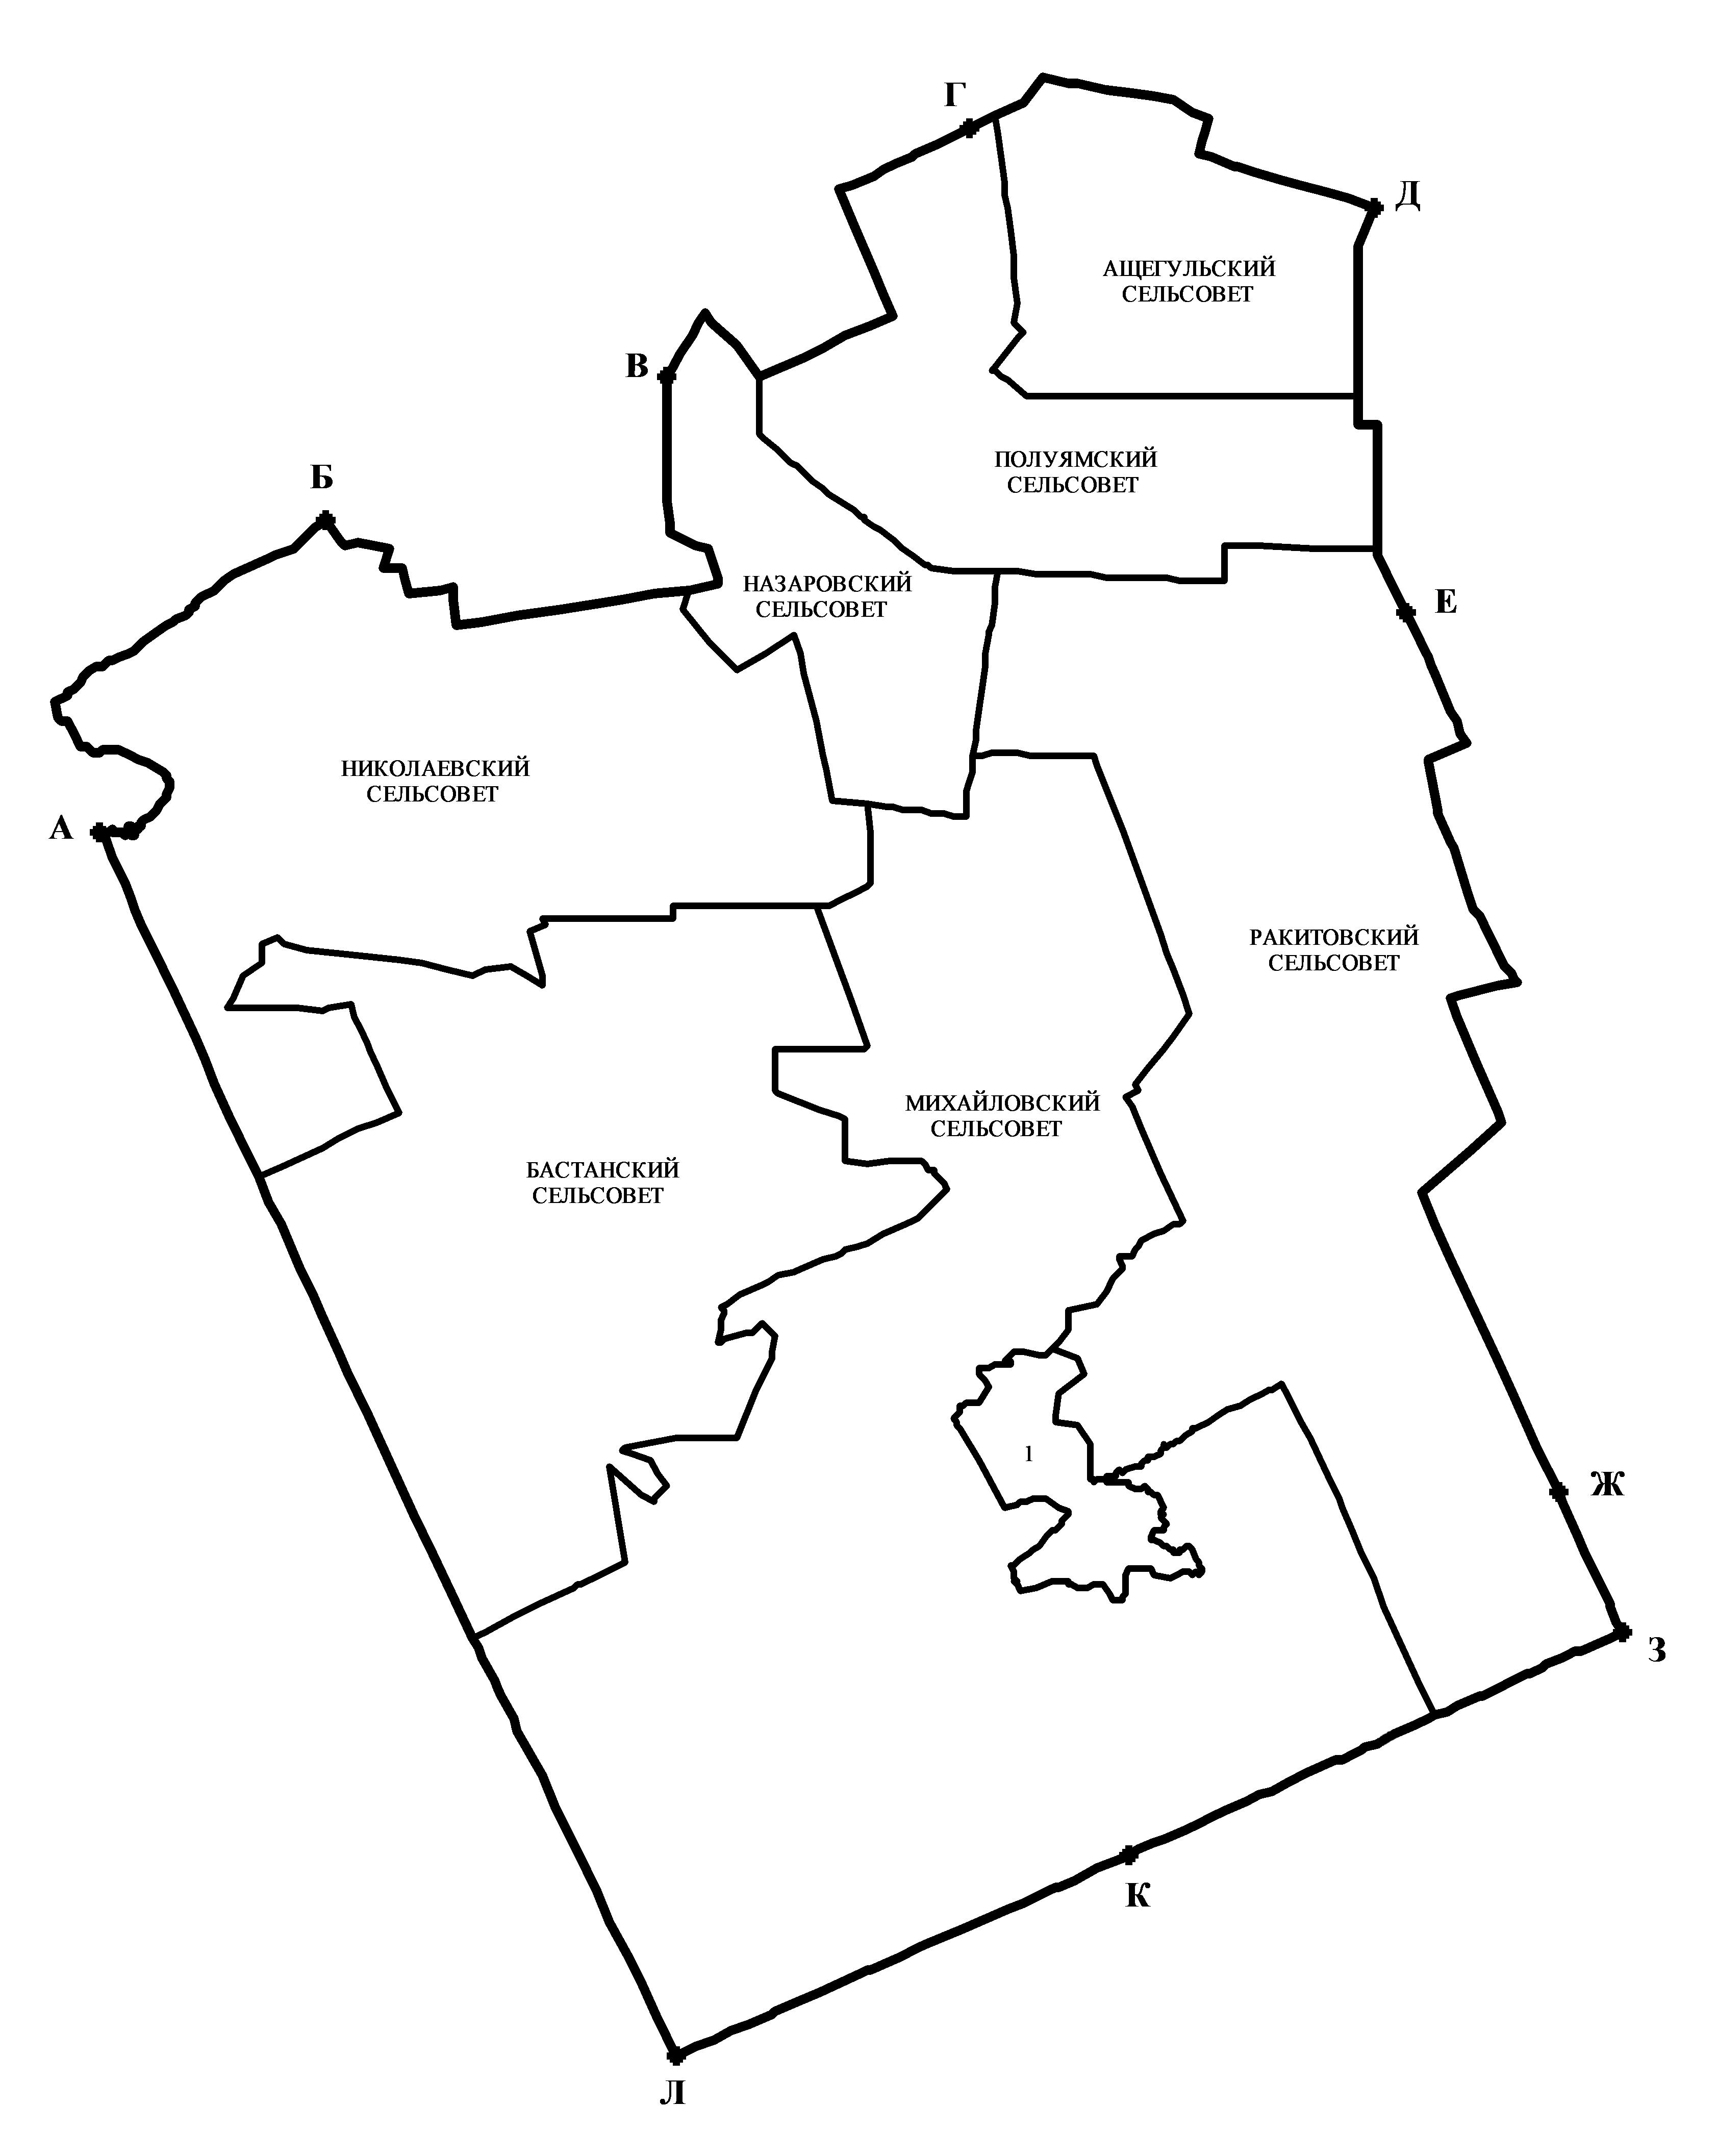 Г
Д
АЩЕГУЛЬСКИЙ
СЕЛЬСОВЕТ
В
ПОЛУЯМСКИЙ
СЕЛЬСОВЕТ
Б
НАЗАРОВСКИЙ
СЕЛЬСОВЕТ
Е
НИКОЛАЕВСКИЙ
СЕЛЬСОВЕТ
А
РАКИТОВСКИЙ
СЕЛЬСОВЕТ
МИХАЙЛОВСКИЙ
СЕЛЬСОВЕТ
БАСТАНСКИЙ
СЕЛЬСОВЕТ
1
Ж
З
К
Л